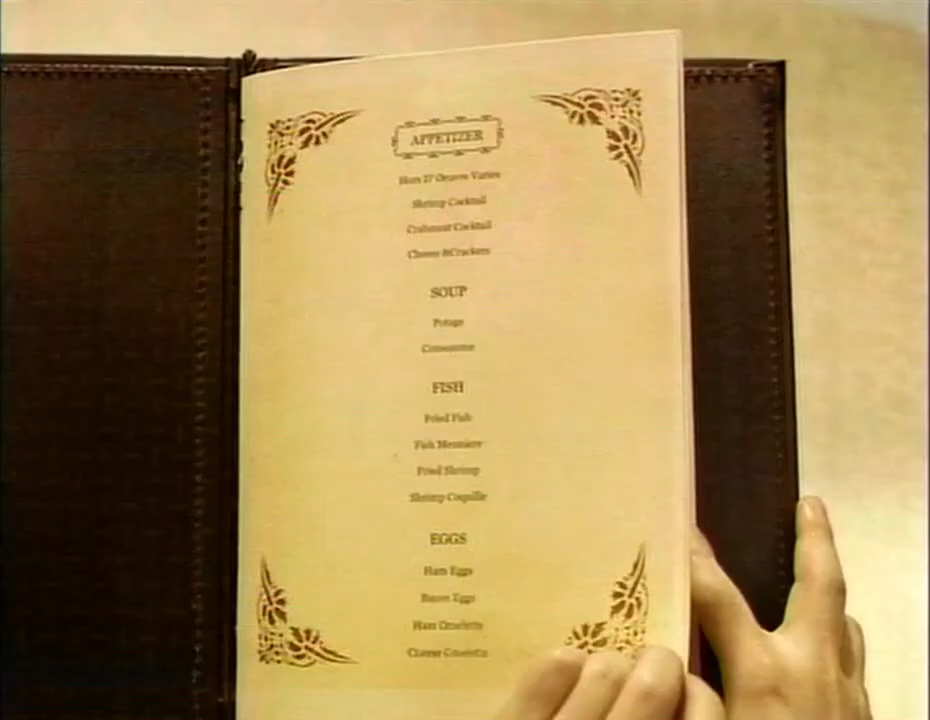 APPETIZER
Hors D'Oeuvre Varies
Shrimp Cocktail
Crabmeat Cocktail
Cheese &Crackers
SOUP
Potage
Consomme
FISH
Fried Fish
Fish Meuniere
Fried Shrimp
Shrimp Coquille
EGGS
Ham Eggs
Bacon Eggs
Ham Omelette
Cheese Omelette